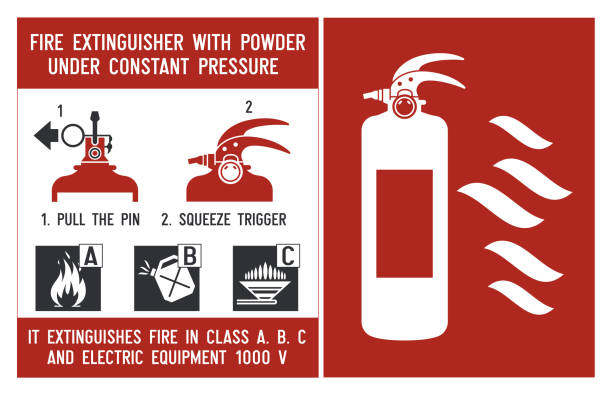 FIRE EXTINGUISHER WITH POWDER
UNDER CONSTANT PRESSURE
1 2
1. PULL THE PIN 2. SQUEEZE TRIGGER
A B C
IT EXTINGUISHES FIRE IN CLASS A. B. C
AND ELECTRIC EQUIPMENT 1000 V